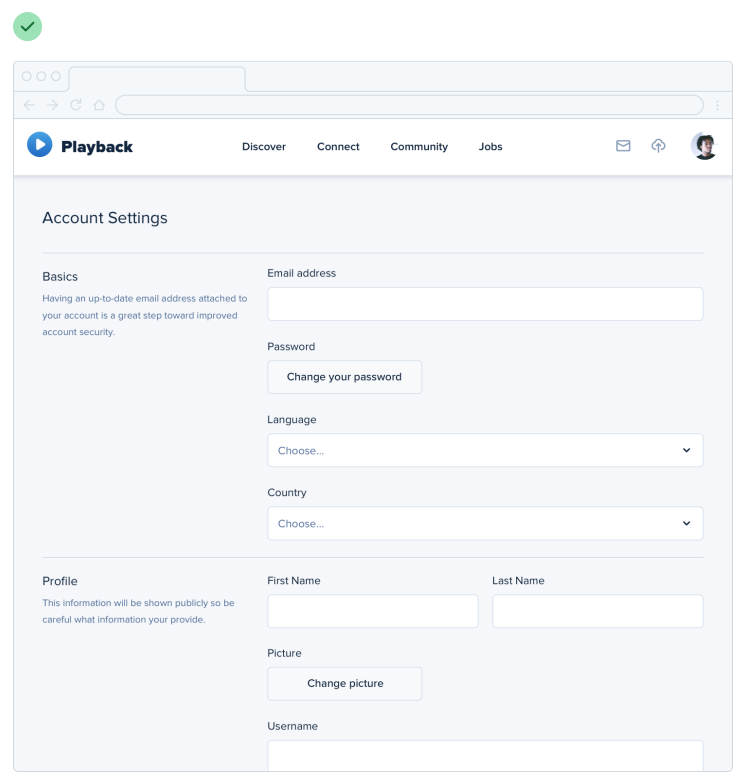 Playback
Discover
Connect
Community
Jobs
Account Settings
Basics
Having an up-to-date email address attached to
your account is a great step toward improved
account security.
Email address
Password
Change your password
Language
Choose...
Country
Choose...
Profile
This information will be shown publicly so be
careful what information your provide.
First Name
Last Name
Picture
Change picture
Username